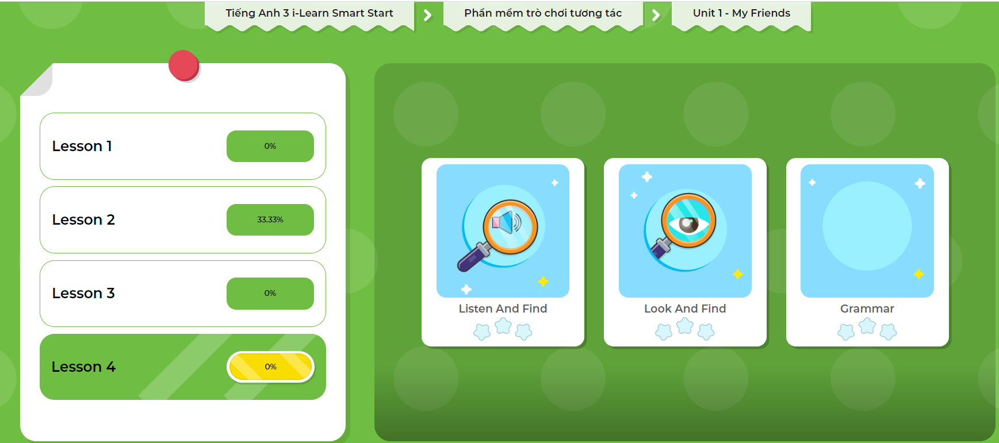 Tiếng Anh 3 i-Learn Smart Start
Phần mềm trò chơi tương tác
Unit 1 - My Friends
Lesson 1
0%
Lesson 2
33.33%
Lesson 3
0%
Lesson 4
0%
Listen And Find
Look And Find
Grammar